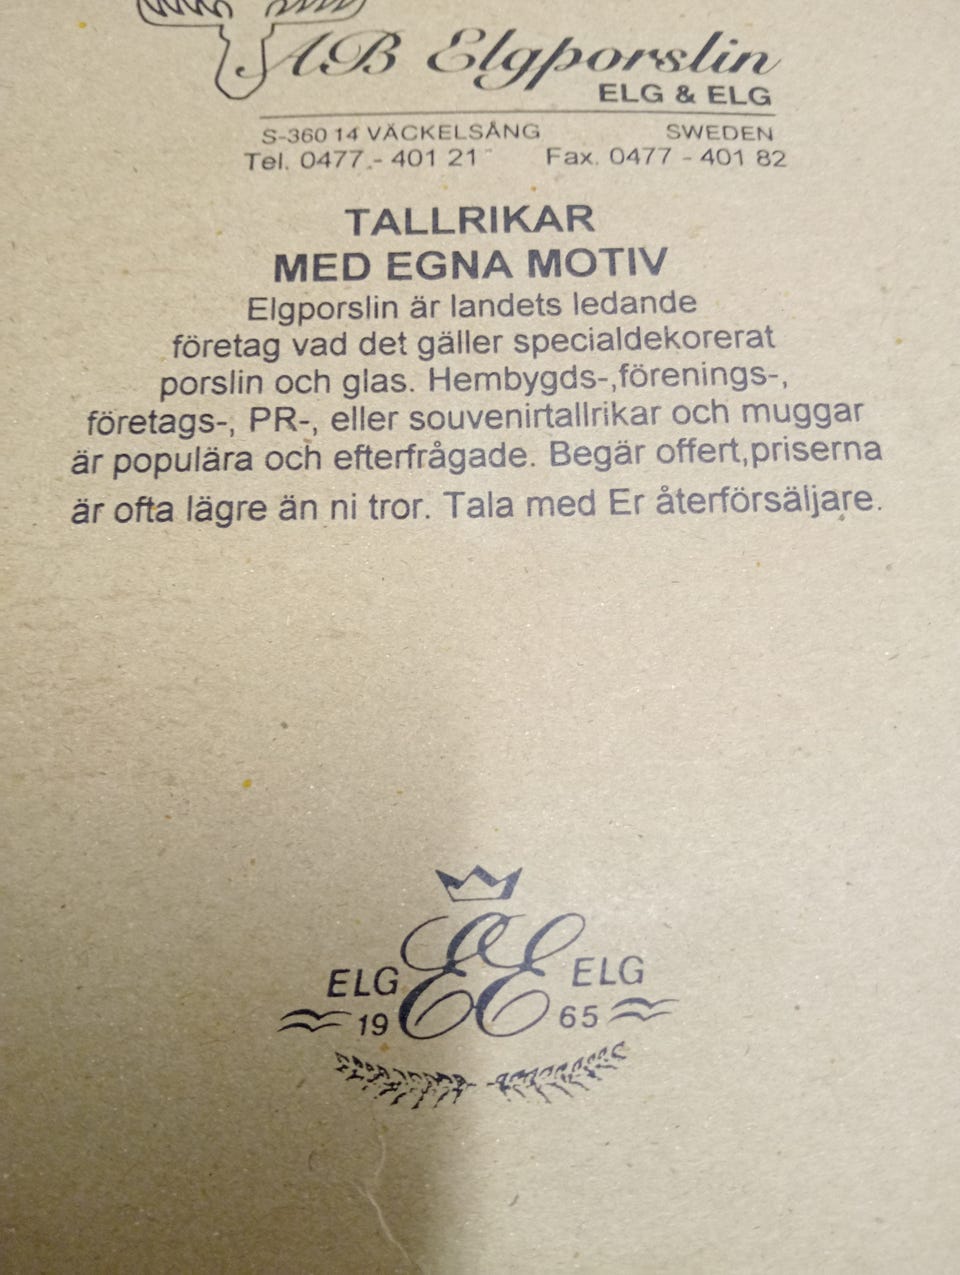 AB Elgporslin
ELG & ELG
S-360 14 VÄCKELSÅNG SWEDEN
Tel. 0477.- 401 21 Fax. 0477 - 401 82
TALLRIKAR
MED EGNA MOTIV
Elgporslin är landets ledande
företag vad det gäller specialdekorerat
porslin och glas. Hembygds-,förenings-,
företags-, PR-, eller souvenirtallrikar och muggar
är populära och efterfrågade. Begär offert,priserna
är ofta lägre än ni tror. Tala med Er återförsäljare.
ELG EE ELG
19 65